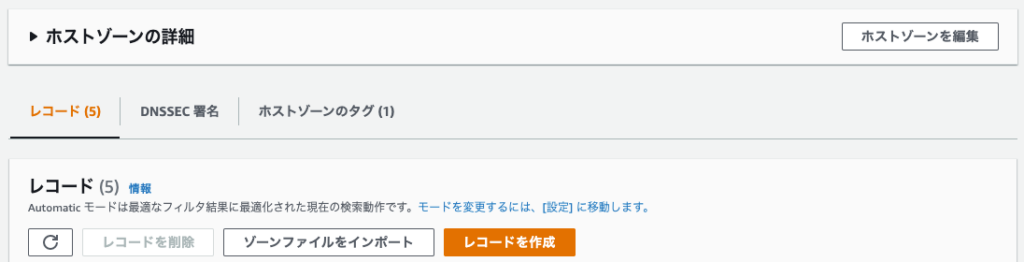 ホストゾーンの詳細
ホストゾーンを編集
レコード (5)
DNSSEC 署名
ホストゾーンのタグ (1)
レコード (5) 情報
Automatic モードは最適なフィルタ結果に最適化された現在の検索動作です。モードを変更するには、[設定] に移動します。
レコードを削除
ゾーンファイルをインポート
レコードを作成